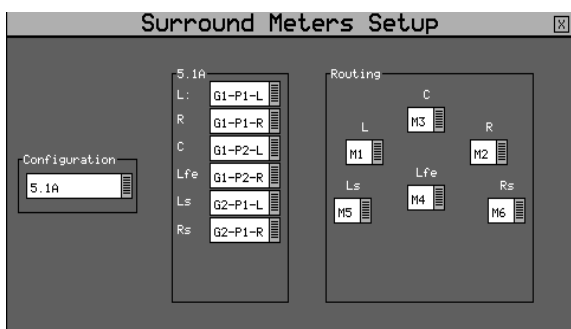 Surround Meters Setup X
Configuration
5.1A
5.1A
L: G1-P1-L
R G1-P1-R
C G1-P2-L
Lfe G1-P2-R
Ls G2-P1-L
Rs G2-P1-R
Routing
C
M3
L R
M1 M2
Lfe
M4
Ls Rs
M5 M6